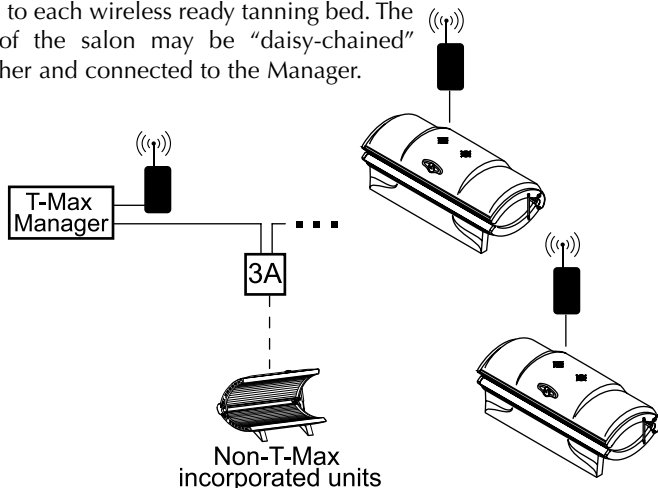 to each wireless ready tanning bed. The
of the salon may be “daisy-chained”
her and connected to the Manager.
T-Max
Manager
3A
Non-T-Max
incorporated units